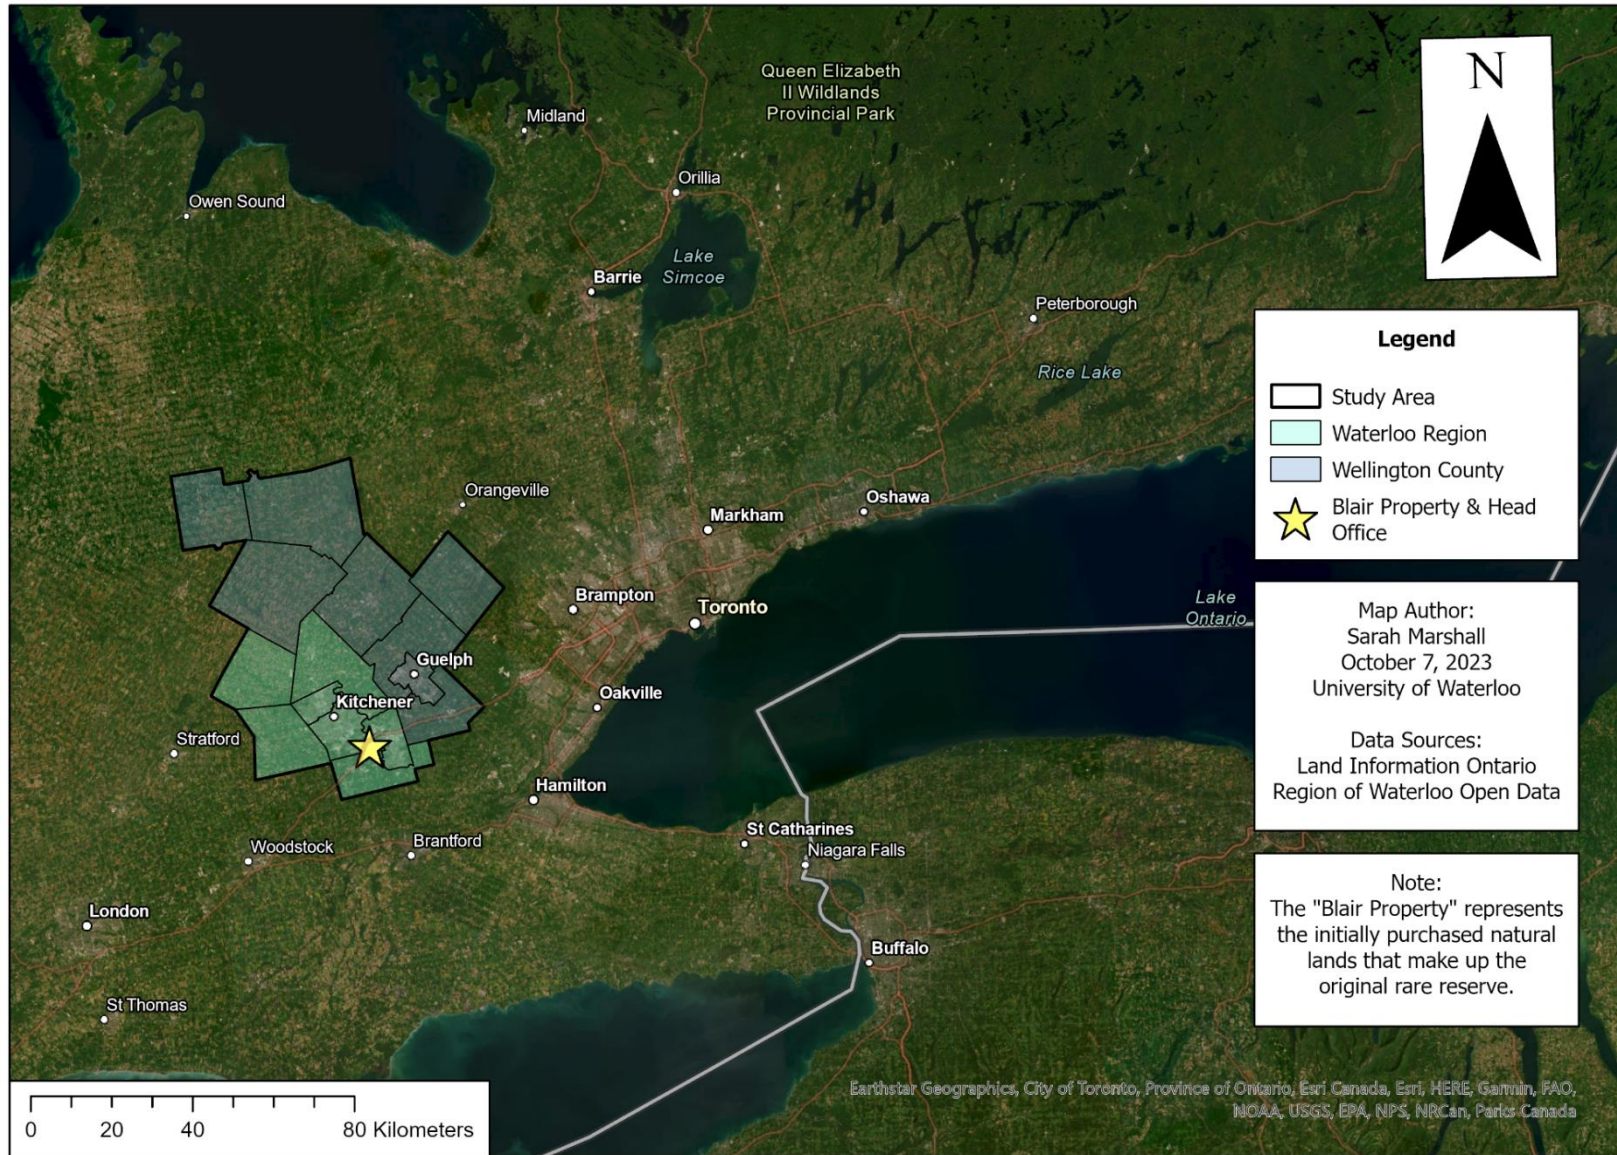 Queen Elizabeth
II Wildlands
Provincial Park
N
Midland
Orillia
Owen Sound
Lake
Simcoe
Barrie
Peterborough
Rice Lake
Legend
Study Area
Waterloo Region
Wellington County
Blair Property & Head
Office
Orangeville
Oshawa
Markham
Brampton
Toronto
Lake
Ontario
Guelph
Kitchener
Oakville
Stratford
Hamilton
Map Author:
Sarah Marshall
October 7, 2023
University of Waterloo
Data Sources:
Land Information Ontario
Region of Waterloo Open Data
St Catharines
Niagara Falls
Woodstock
Brantford
London
Buffalo
St Thomas
Note:
The "Blair Property" represents
the initially purchased natural
lands that make up the
original rare reserve.
0 20 40 80 Kilometers
Earthstar Geographics, City of Toronto, Province of Ontario, Esri Canada, Esri, HERE, Garmin, FAO,
NOAA, USGS, EPA, NPS, NRCan, Parks Canada